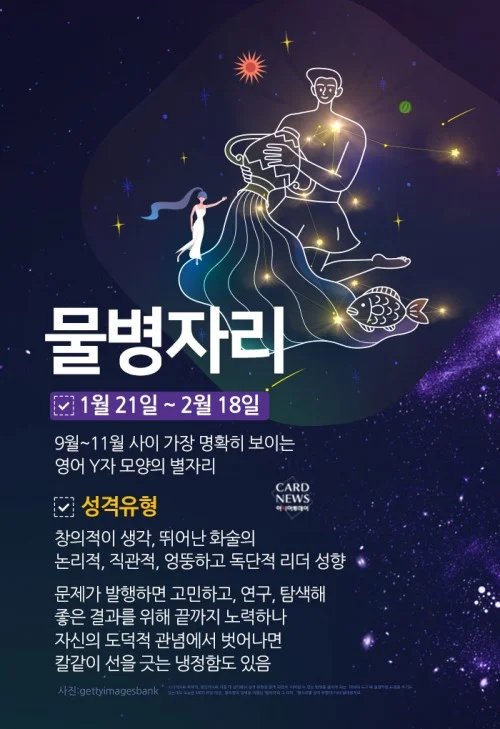 물병자리
1월 21일 ~ 2월 18일
9월~11월 사이 가장 명확히 보이는
영어 Y자 모양의 별자리
CARD
NEWS
아시아투데이
성격유형
창의적이 생각, 뛰어난 화술의
논리적, 직관적, 엉뚱하고 독단적 리더 성향
문제가 발행하면 고민하고, 연구, 탐색해
좋은 결과를 위해 끝까지 노력하나
자신의 도덕적 관념에서 벗어나면
칼같이 선을 긋는 냉정함도 있음
사진:gettyimagesbank